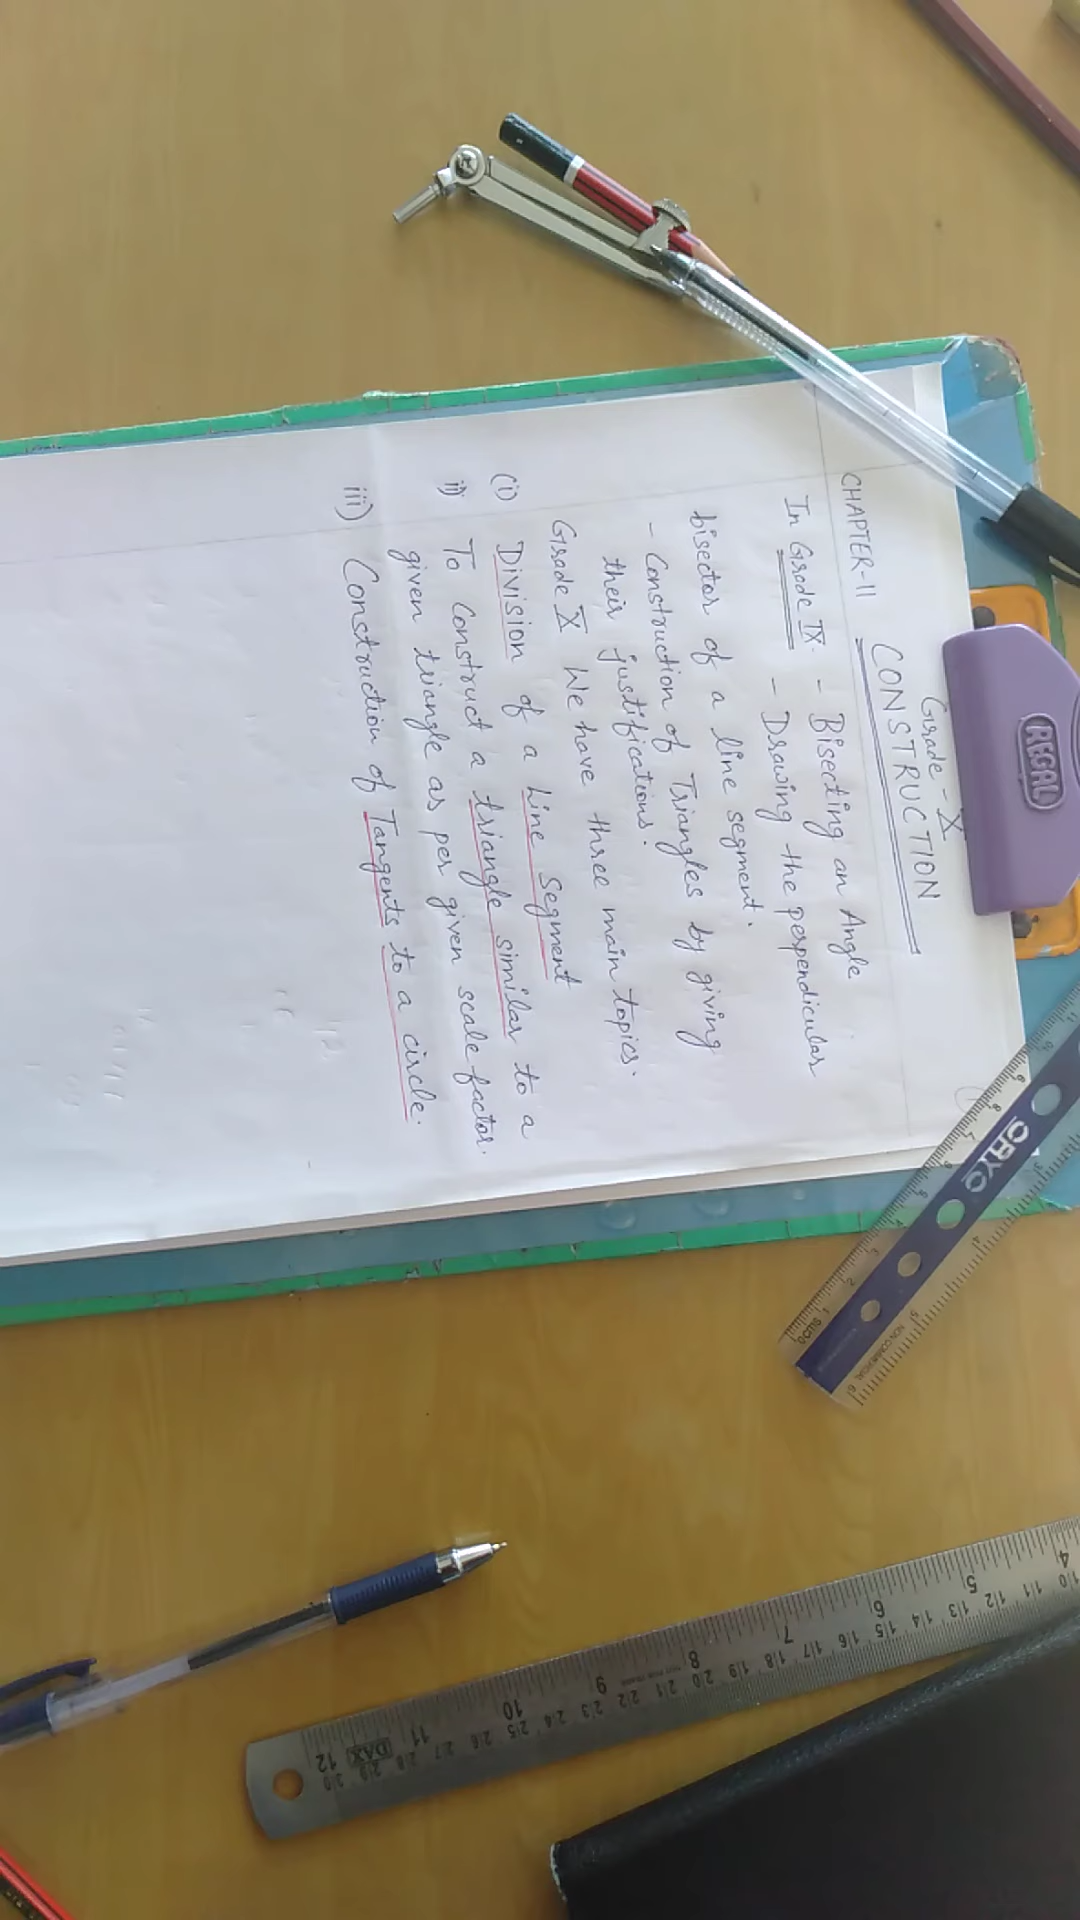 REGAL
Grade - X
CHAPTER-11 CONSTRUCTION
In Grade IX. - Bisecting an Angle
- Drawing the perpendicular
bisector of a line segment.
- Construction of Triangles by giving
their justifications.
Grade X We have three main topics.
(i) Division of a Line Segment
ii) To Construct a triangle similar to a
given triangle as per given scale factor.
iii) Construction of Tangents to a circle.
ORYO
NON COMMERCIAL
DAX